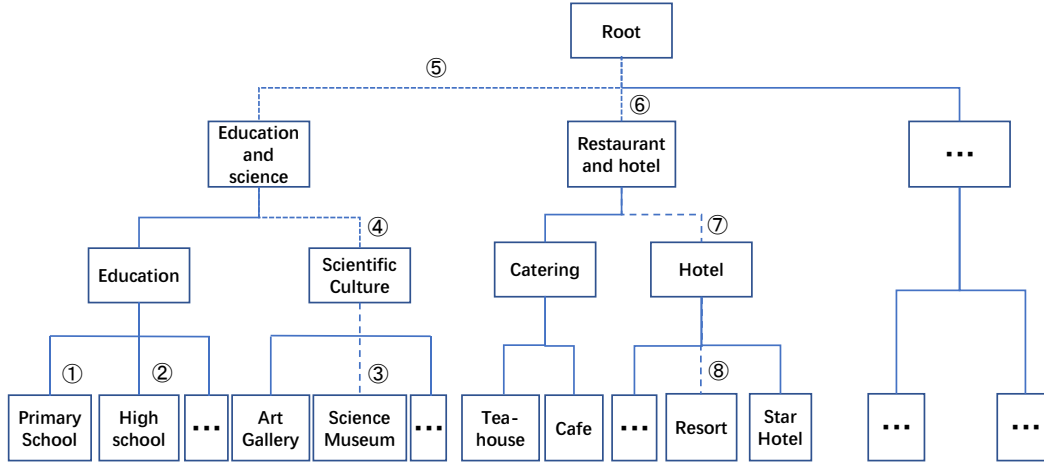 Root
⑤
⑥
Education
and
science
Restaurant
and hotel
...
④
⑦
Education
Scientific
Culture
Catering
Hotel
①
②
③
⑧
Primary
School
High
school
...
Art
Gallery
Science
Museum
...
Tea-
house
Cafe
...
Resort
Star
Hotel
...
...